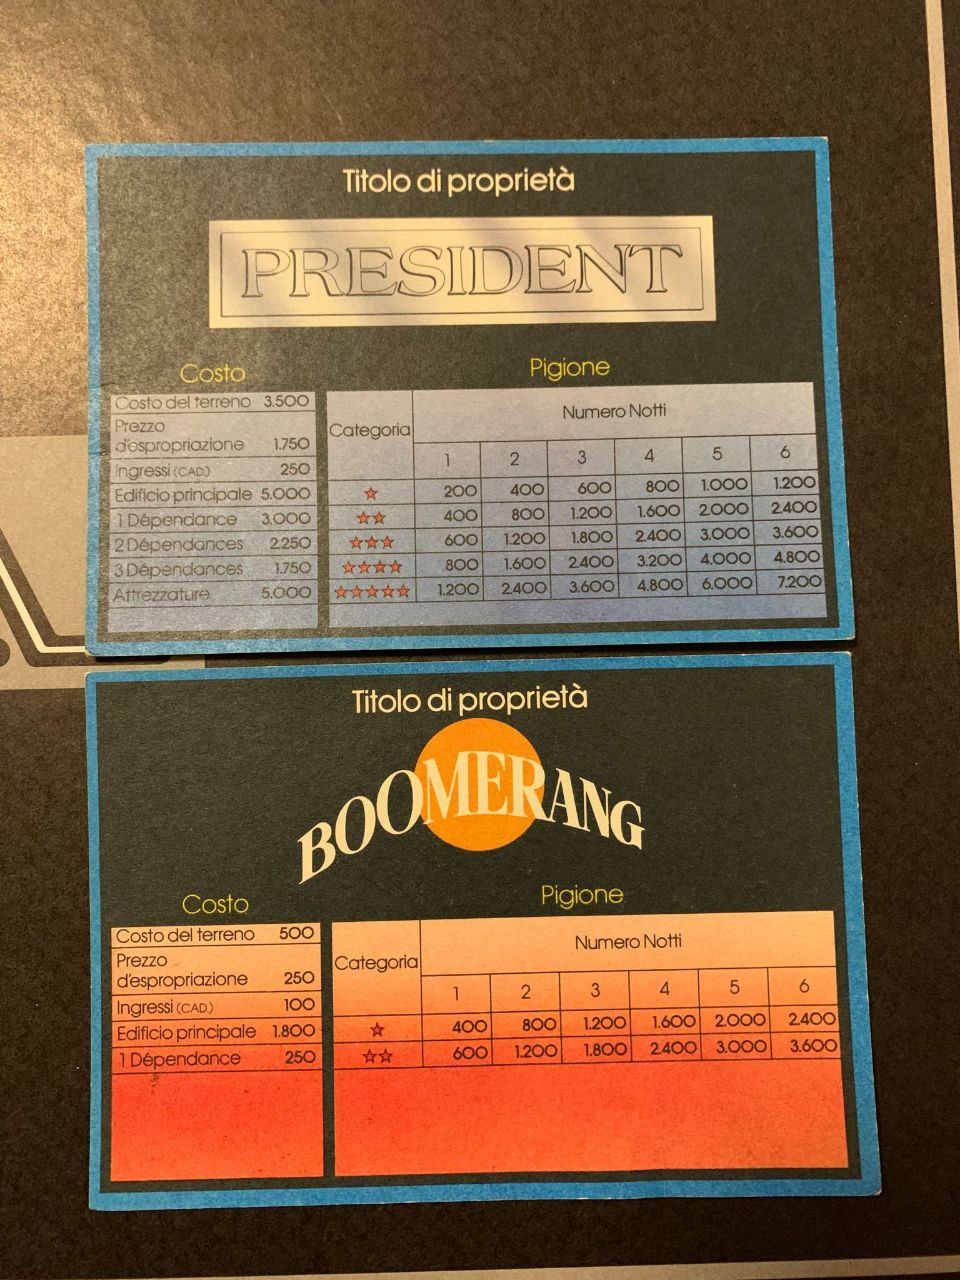 Titolo di proprietà
PRESIDENT
Costo
Pigione
Costo del terreno 3.500
Prezzo
d'espropriazione 1.750
Ingressi (CAD.) 250
Edificio principale 5.000
1 Dépendance 3.000
2 Dépendances 2.250
3 Dépendances 1.750
Attrezzature 5.000
Categoria
Numero Notti
1 2 3 4 5 6
★ 200 400 600 800 1.000 1.200
★★ 400 800 1.200 1.600 2.000 2.400
★★★ 600 1.200 1.800 2.400 3.000 3.600
★★★★ 800 1.600 2.400 3.200 4.000 4.800
★★★★★ 1.200 2.400 3.600 4.800 6.000 7.200
Titolo di proprietà
BOOMERANG
Costo
Pigione
Costo del terreno 500
Prezzo
d'espropriazione 250
Ingressi (CAD.) 100
Edificio principale 1.800
1 Dépendance 250
Categoria
Numero Notti
1 2 3 4 5 6
★ 400 800 1.200 1.600 2.000 2.400
★★ 600 1.200 1.800 2.400 3.000 3.600